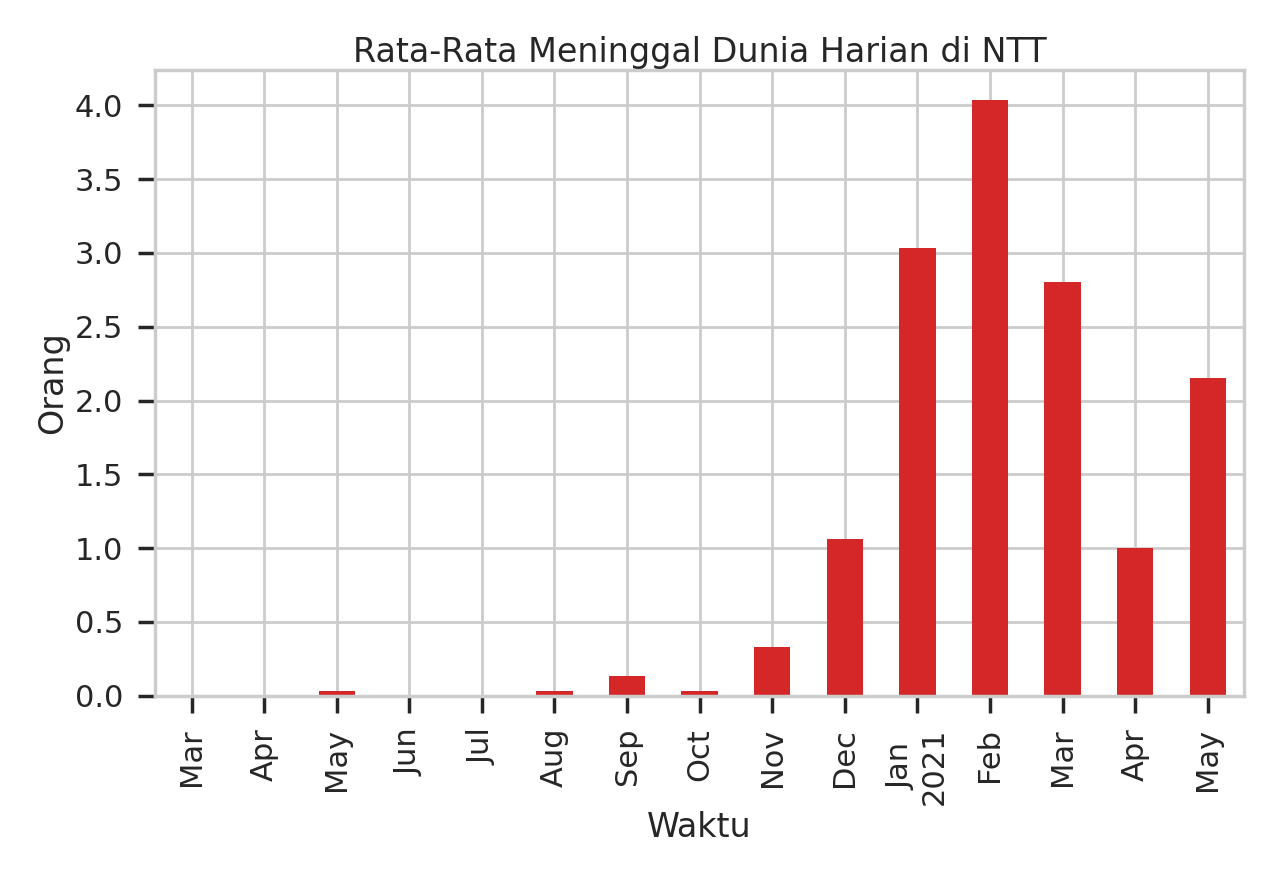 Rata-Rata Meninggal Dunia Harian di NTT
4.0
3.5
3.0
2.5
2.0
1.5
1.0
0.5
0.0
Orang
Mar
Apr
May
Jun
Jul
Aug
Sep
Oct
Nov
Dec
Jan
2021
Feb
Mar
Apr
May
Waktu